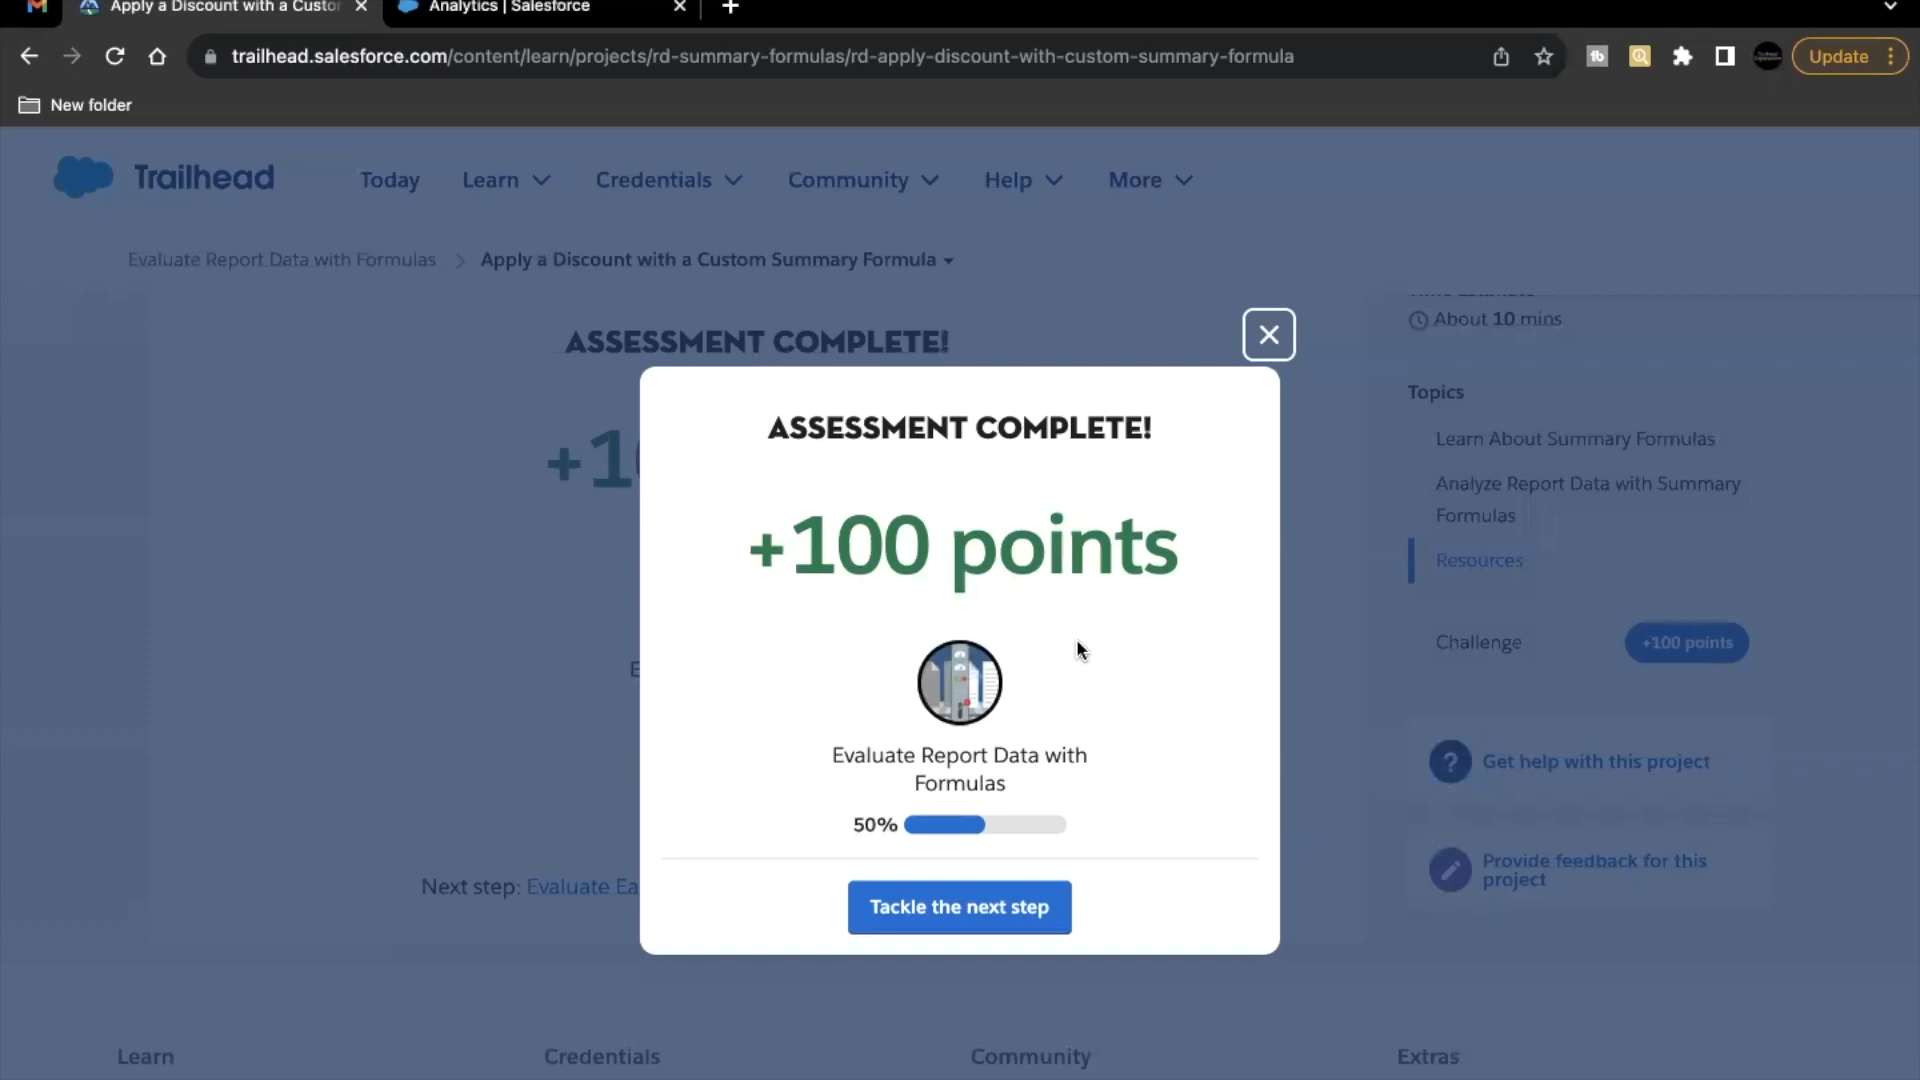 Apply a Discount with a Custo
Analytics | Salesforce
trailhead.salesforce.com/content/learn/projects/rd-summary-formulas/rd-apply-discount-with-custom-summary-formula
Update
New folder
Trailhead
Today
Learn
Credentials
Community
Help
More
Evaluate Report Data with Formulas
Apply a Discount with a Custom Summary Formula
ASSESSMENT COMPLETE!
About 10 mins
Topics
Learn About Summary Formulas
Analyze Report Data with Summary
Formulas
Resources
Challenge
+100 points
Get help with this project
Provide feedback for this
project
Next step: Evaluate Ea
ASSESSMENT COMPLETE!
+100 points
Evaluate Report Data with
Formulas
50%
Tackle the next step
Learn
Credentials
Community
Extras